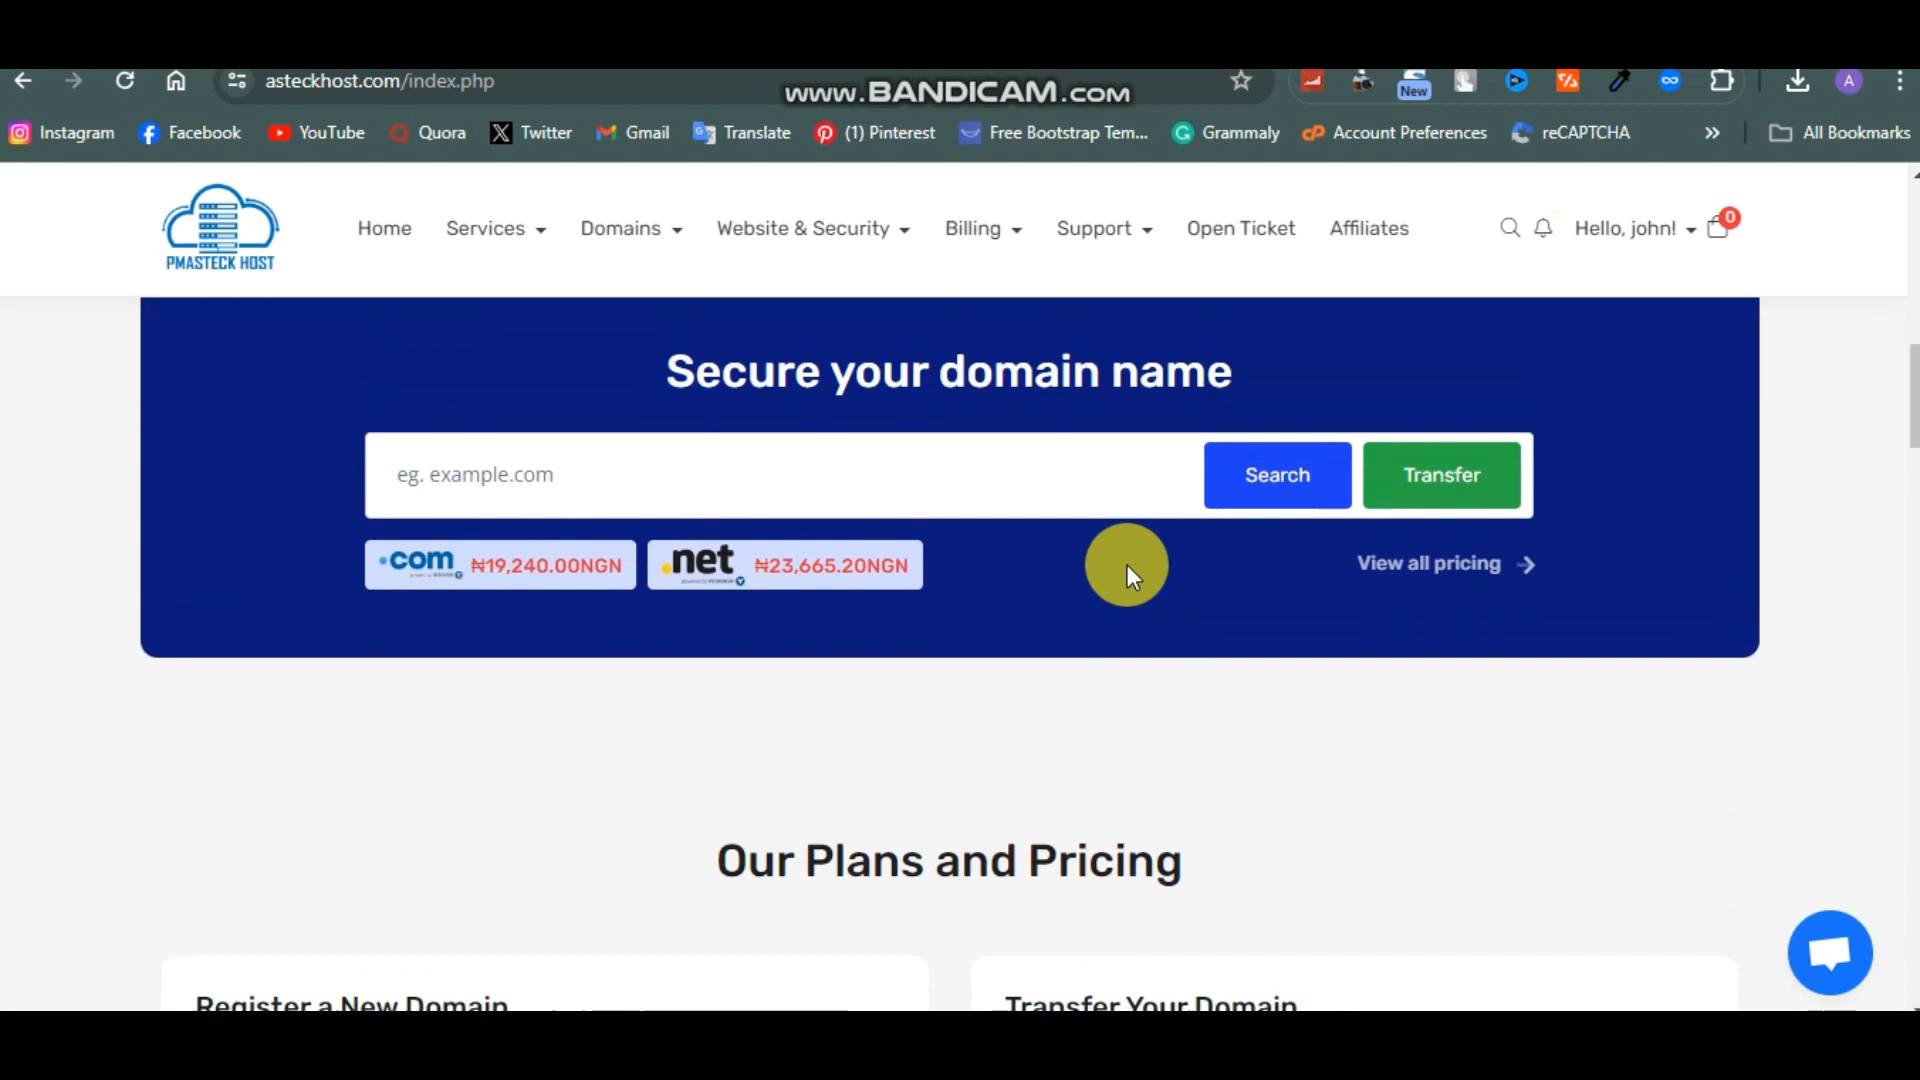 asteckhost.com/index.php
www.BANDICAM.com
New
A
Instagram
Facebook
YouTube
Quora
Twitter
Gmail
Translate
(1) Pinterest
Free Bootstrap Tem...
Grammaly
Account Preferences
reCAPTCHA
All Bookmarks
PMASTECK HOST
Home
Services
Domains
Website & Security
Billing
Support
Open Ticket
Affiliates
Hello, john!
0
Secure your domain name
eg. example.com
Search
Transfer
.com ₦19,240.00NGN
.net ₦23,665.20NGN
View all pricing
Our Plans and Pricing
Register a New Domain
Transfer Your Domain